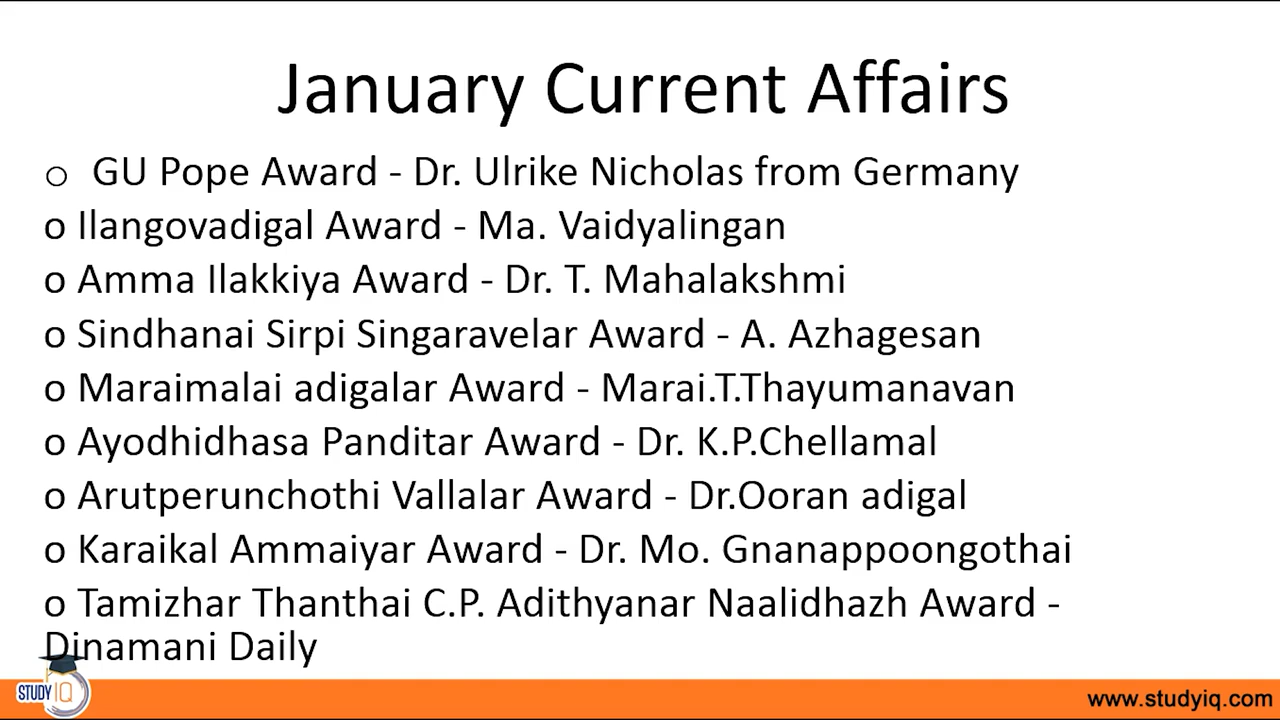 January Current Affairs
o GU Pope Award - Dr. Ulrike Nicholas from Germany
o Ilangovadigal Award - Ma. Vaidyalingan
o Amma Ilakkiya Award - Dr. T. Mahalakshmi
o Sindhanai Sirpi Singaravelar Award - A. Azhagesan
o Maraimalai adigalar Award - Marai.T.Thayumanavan
o Ayodhidhasa Panditar Award - Dr. K.P.Chellamal
o Arutperunchothi Vallalar Award - Dr.Ooran adigal
o Karaikal Ammaiyar Award - Dr. Mo. Gnanappoongothai
o Tamizhar Thanthai C.P. Adithyanar Naalidhazh Award -
Dinamani Daily
STUDY IQ
www.studyiq.com